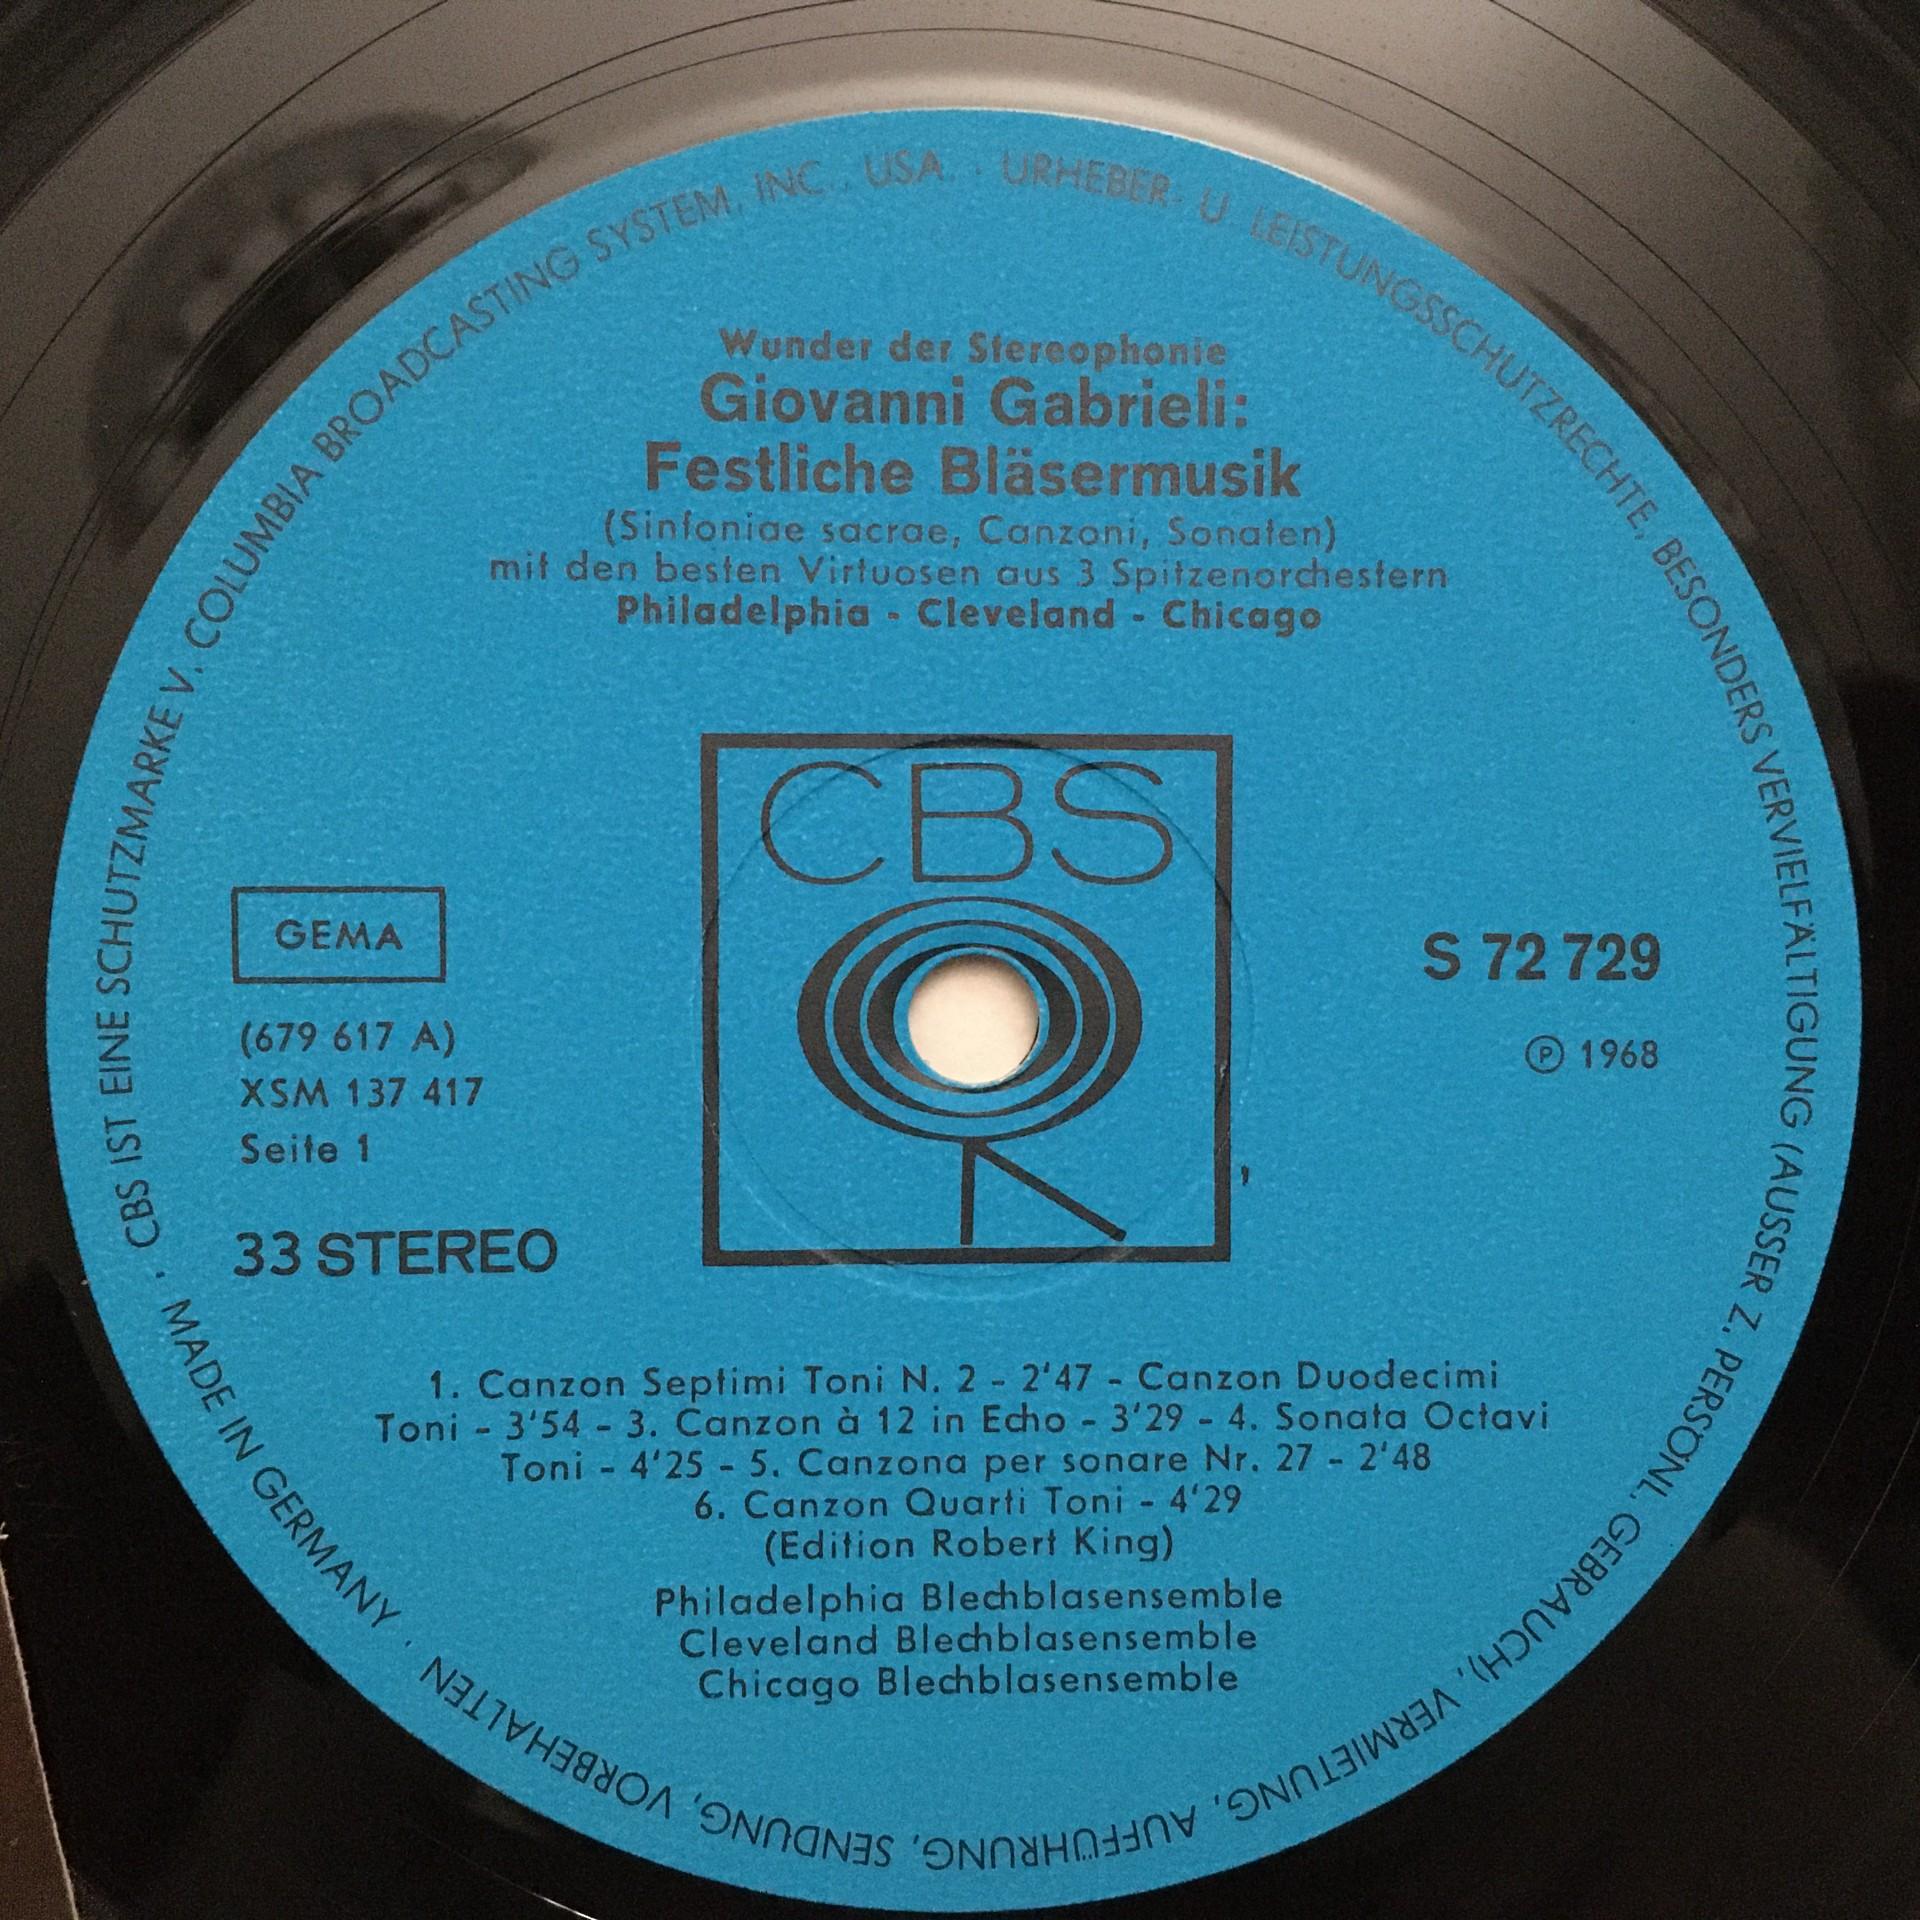 Wunder der Stereophonie
Giovanni Gabrieli:
Festliche Bläsermusik
(Sinfoniae sacrae, Canzoni, Sonaten)
mit den besten Virtuosen aus 3 Spitzenorchestern
Philadelphia - Cleveland - Chicago
CBS
GEMA
(679 617 A)
XSM 137 417
Seite 1
33 STEREO
S 72 729
℗ 1968
1. Canzon Septimi Toni N. 2 - 2'47 - Canzon Duodecimi
Toni - 3'54 - 3. Canzon à 12 in Echo - 3'29 - 4. Sonata Octavi
Toni - 4'25 - 5. Canzona per sonare Nr. 27 - 2'48
6. Canzon Quarti Toni - 4'29
(Edition Robert King)
Philadelphia Blechblasensemble
Cleveland Blechblasensemble
Chicago Blechblasensemble
CBS IST EINE SCHUTZMARKE V. COLUMBIA BROADCASTING SYSTEM, INC., USA. · URHEBER- U. LEISTUNGSSCHUTZRECHTE, BESONDERS VERVIELFÄLTIGUNG (AUSSER Z. PERSÖNL. GEBRAUCH), VERMIETUNG, AUFFÜHRUNG, SENDUNG, VORBEHALTEN · MADE IN GERMANY ·